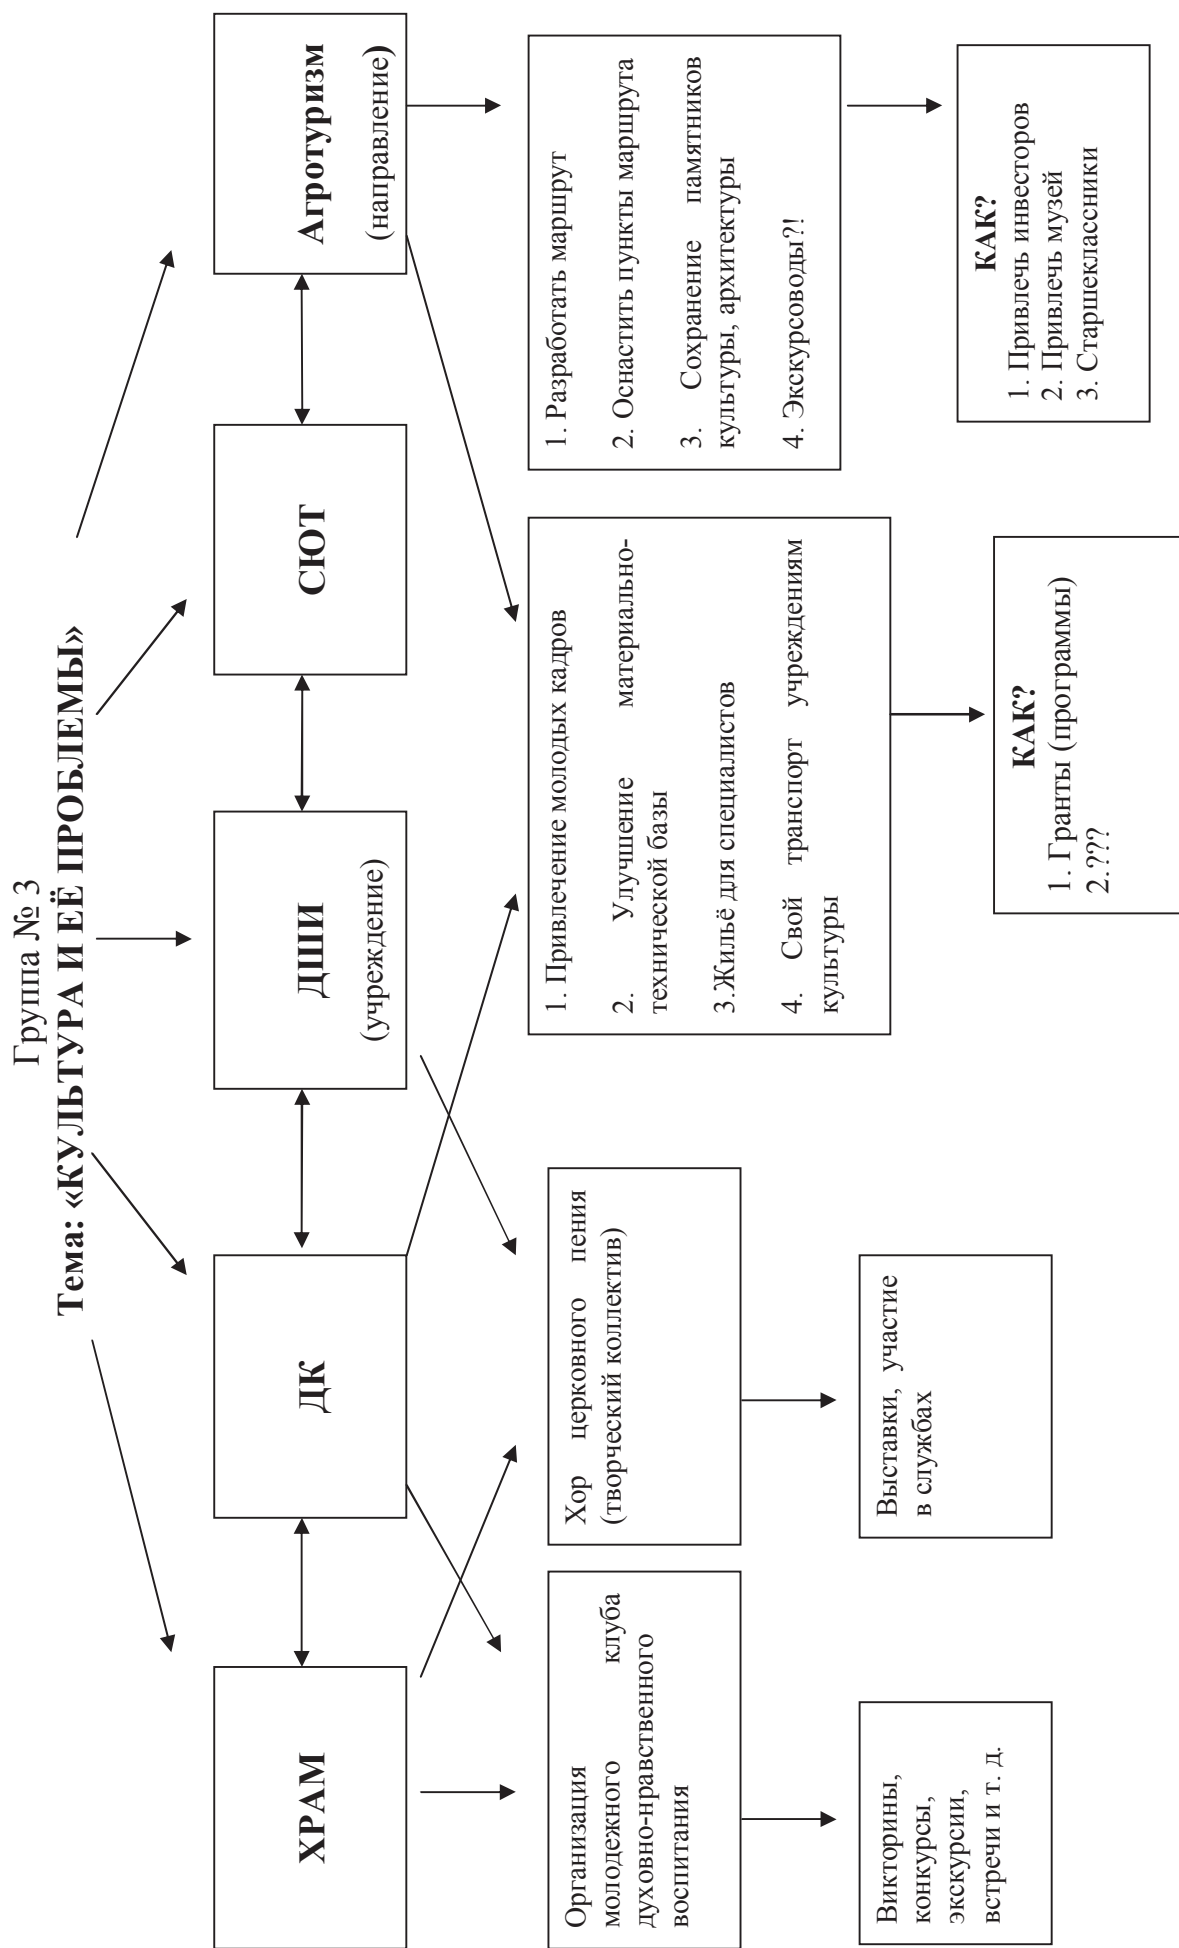 Группа № 3
Тема: «КУЛЬТУРА И ЕЁ ПРОБЛЕМЫ»
ХРАМ
ДК
ДШИ
(учреждение)
СЮТ
Агротуризм
(направление)
Организация
молодежного клуба
духовно-нравственного
воспитания
Хор церковного пения
(творческий коллектив)
1. Привлечение молодых кадров
2. Улучшение материально-
технической базы
3.Жильё для специалистов
4. Свой транспорт учреждениям
культуры
1. Разработать маршрут
2. Оснастить пункты маршрута
3. Сохранение памятников
культуры, архитектуры
4. Экскурсоводы?!
Викторины,
конкурсы,
экскурсии,
встречи и т. д.
Выставки, участие
в службах
КАК?
1. Гранты (программы)
2.???
КАК?
1. Привлечь инвесторов
2. Привлечь музей
3. Старшеклассники